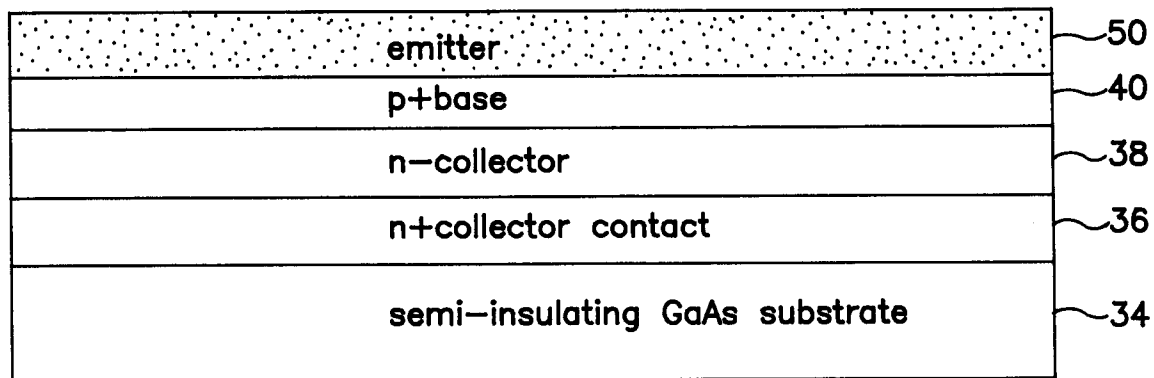 emitter 50
p+base 40
n-collector 38
n+collector contact 36
semi-insulating GaAs substrate 34